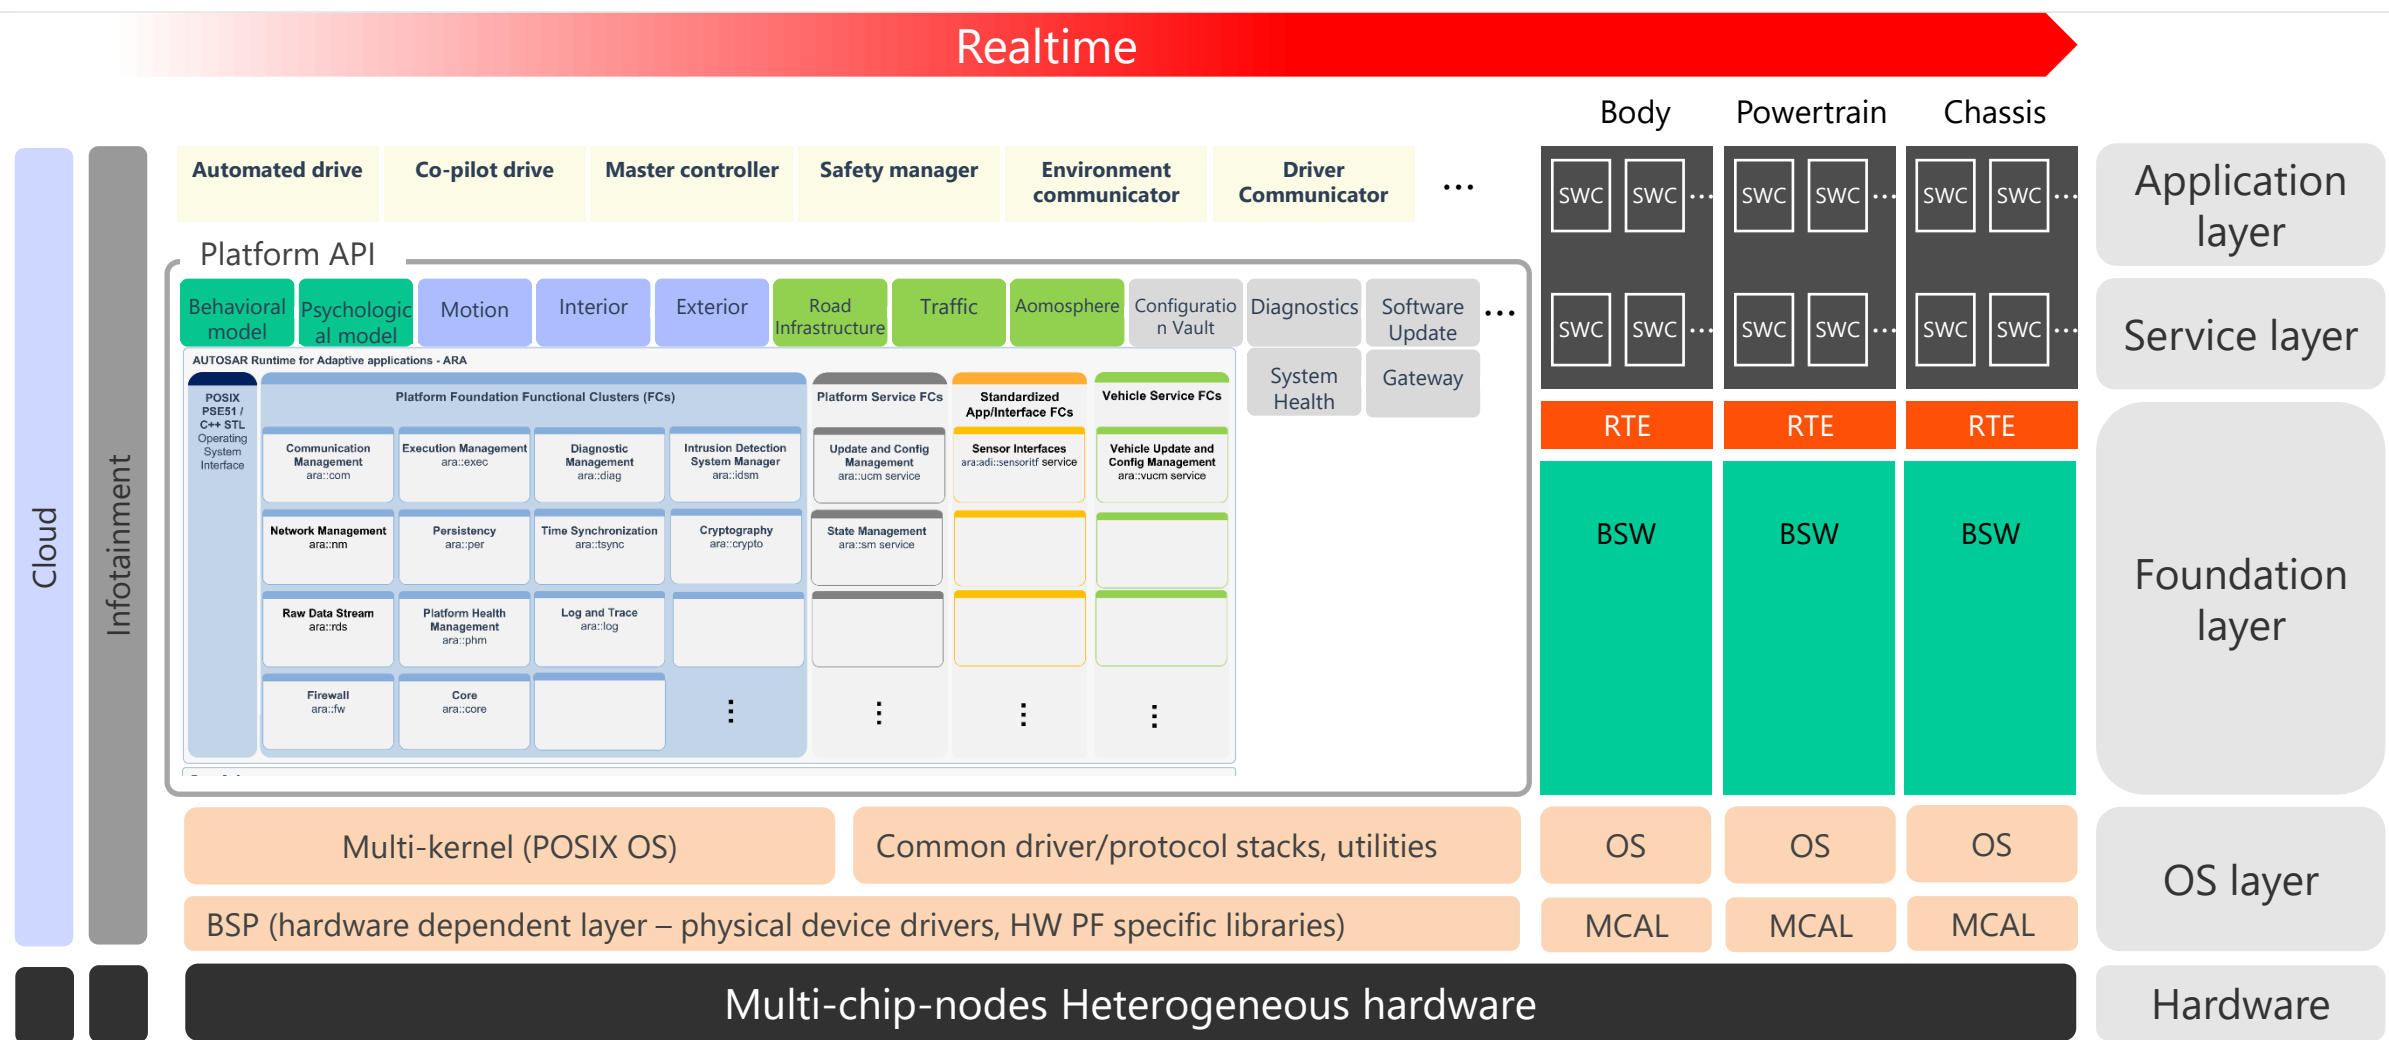 Realtime
Body
Powertrain
Chassis
Cloud
Infotainment
Automated drive
Co-pilot drive
Master controller
Safety manager
Environment
communicator
Driver
Communicator
...
SWC
SWC
...
SWC
SWC
...
SWC
SWC
...
Application
layer
Platform API
Behavioral
model
Psychologic
al model
Motion
Interior
Exterior
Road
Infrastructure
Traffic
Aomosphere
Configuratio
n Vault
Diagnostics
Software
Update
...
System
Health
Gateway
SWC
SWC
...
SWC
SWC
...
SWC
SWC
...
Service layer
AUTOSAR Runtime for Adaptive applications - ARA
POSIX
PSE51 /
C++ STL
Operating
System
Interface
Platform Foundation Functional Clusters (FCs)
Communication
Management
ara::com
Execution Management
ara::exec
Diagnostic
Management
ara::diag
Intrusion Detection
System Manager
ara::idsm
Network Management
ara::nm
Persistency
ara::per
Time Synchronization
ara::tsync
Cryptography
ara::crypto
Raw Data Stream
ara::rds
Platform Health
Management
ara::phm
Log and Trace
ara::log
Firewall
ara::fw
Core
ara::core
...
Platform Service FCs
Update and Config
Management
ara::ucm service
State Management
ara::sm service
...
Standardized
App/Interface FCs
Sensor Interfaces
ara:adi::sensoritf service
...
Vehicle Service FCs
Vehicle Update and
Config Management
ara::vucm service
...
RTE
RTE
RTE
BSW
BSW
BSW
Foundation
layer
Multi-kernel (POSIX OS)
Common driver/protocol stacks, utilities
OS
OS
OS
OS layer
BSP (hardware dependent layer – physical device drivers, HW PF specific libraries)
MCAL
MCAL
MCAL
Multi-chip-nodes Heterogeneous hardware
Hardware